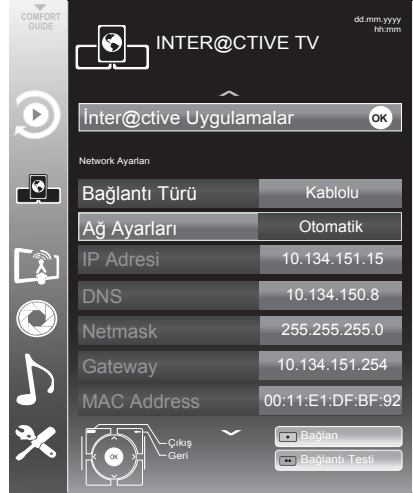 COMFORT
GUIDE
INTER@CTIVE TV
dd.mm.yyyy
hh:mm
İnter@ctive Uygulamalar
OK
Network Ayarları
Bağlantı Türü Kablolu
Ağ Ayarları Otomatik
IP Adresi 10.134.151.15
DNS 10.134.150.8
Netmask 255.255.255.0
Gateway 10.134.151.254
MAC Address 00:11:E1:DF:BF:92
OK
Çıkış
Geri
Bağlan
Bağlantı Testi